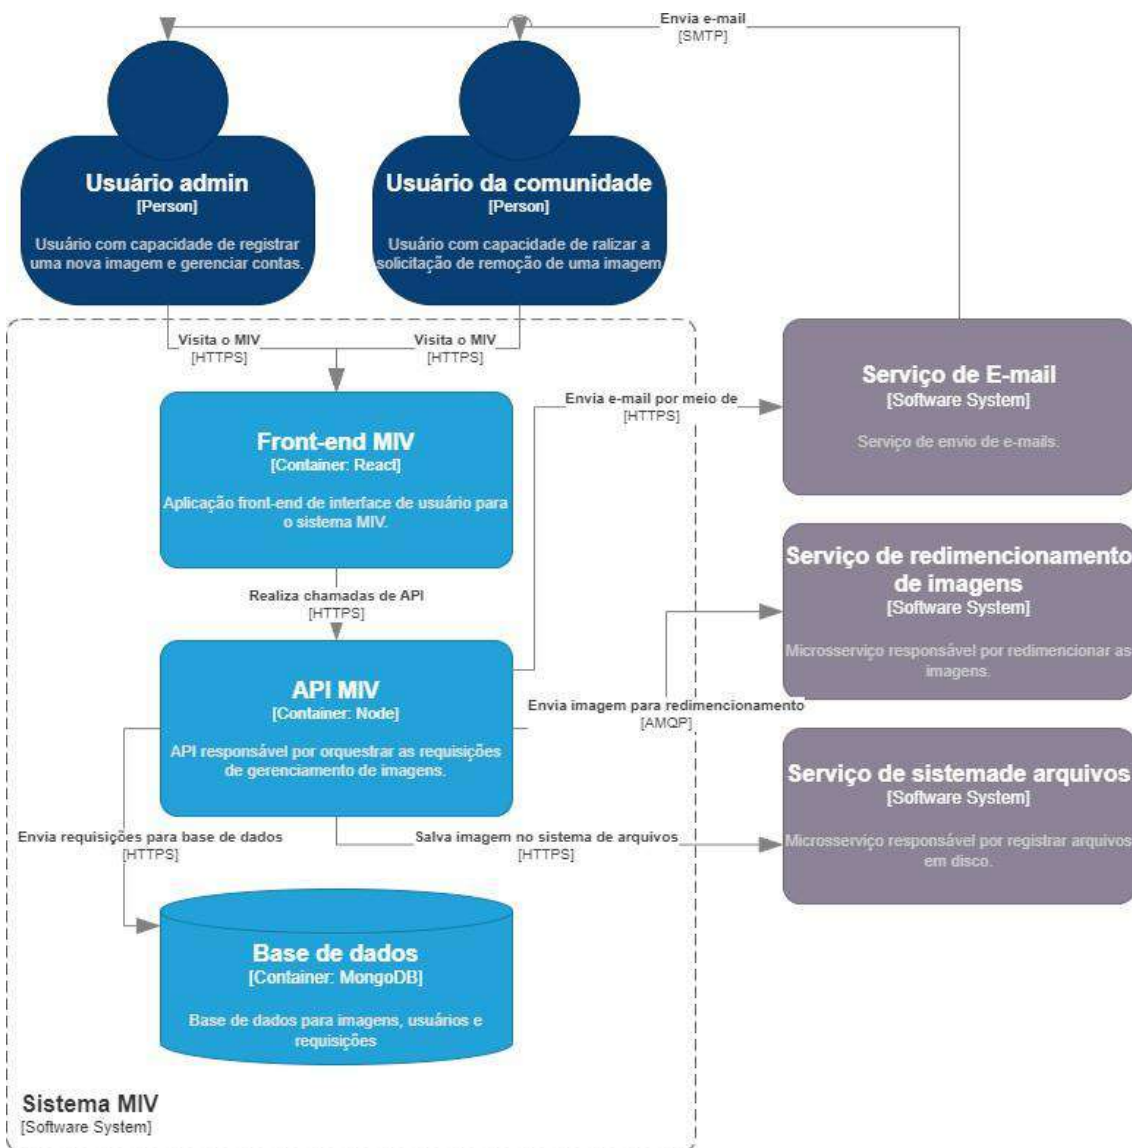 Envia e-mail
[SMTP]
Usuário admin
[Person]
Usuário com capacidade de registrar
uma nova imagem e gerenciar contas.
Usuário da comunidade
[Person]
Usuário com capacidade de ralizar a
solicitação de remoção de uma imagem
Visita o MIV
[HTTPS]
Visita o MIV
[HTTPS]
Front-end MIV
[Container: React]
Aplicação front-end de interface de usuário para
o sistema MIV.
Envia e-mail por meio de
[HTTPS]
Serviço de E-mail
[Software System]
Serviço de envio de e-mails.
Realiza chamadas de API
[HTTPS]
Serviço de redimencionamento
de imagens
[Software System]
Microsserviço responsável por redimencionar as
imagens.
API MIV
[Container: Node]
API responsável por orquestrar as requisições
de gerenciamento de imagens.
Envia imagem para redimencionamento
[AMQP]
Serviço de sistemade arquivos
[Software System]
Microsserviço responsável por registrar arquivos
em disco.
Envia requisições para base de dados
[HTTPS]
Salva imagem no sistema de arquivos
[HTTPS]
Base de dados
[Container: MongoDB]
Base de dados para imagens, usuários e
requisições
Sistema MIV
[Software System]